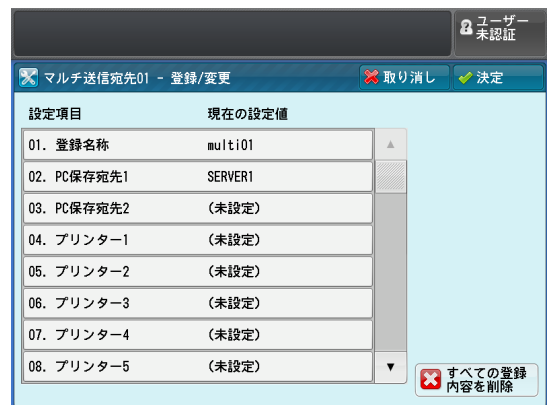 ユーザー
未認証
マルチ送信宛先01 - 登録/変更
取り消し
決定
設定項目 現在の設定値
01. 登録名称 multi01
02. PC保存宛先1 SERVER1
03. PC保存宛先2 (未設定)
04. プリンター1 (未設定)
05. プリンター2 (未設定)
06. プリンター3 (未設定)
07. プリンター4 (未設定)
08. プリンター5 (未設定)
すべての登録
内容を削除